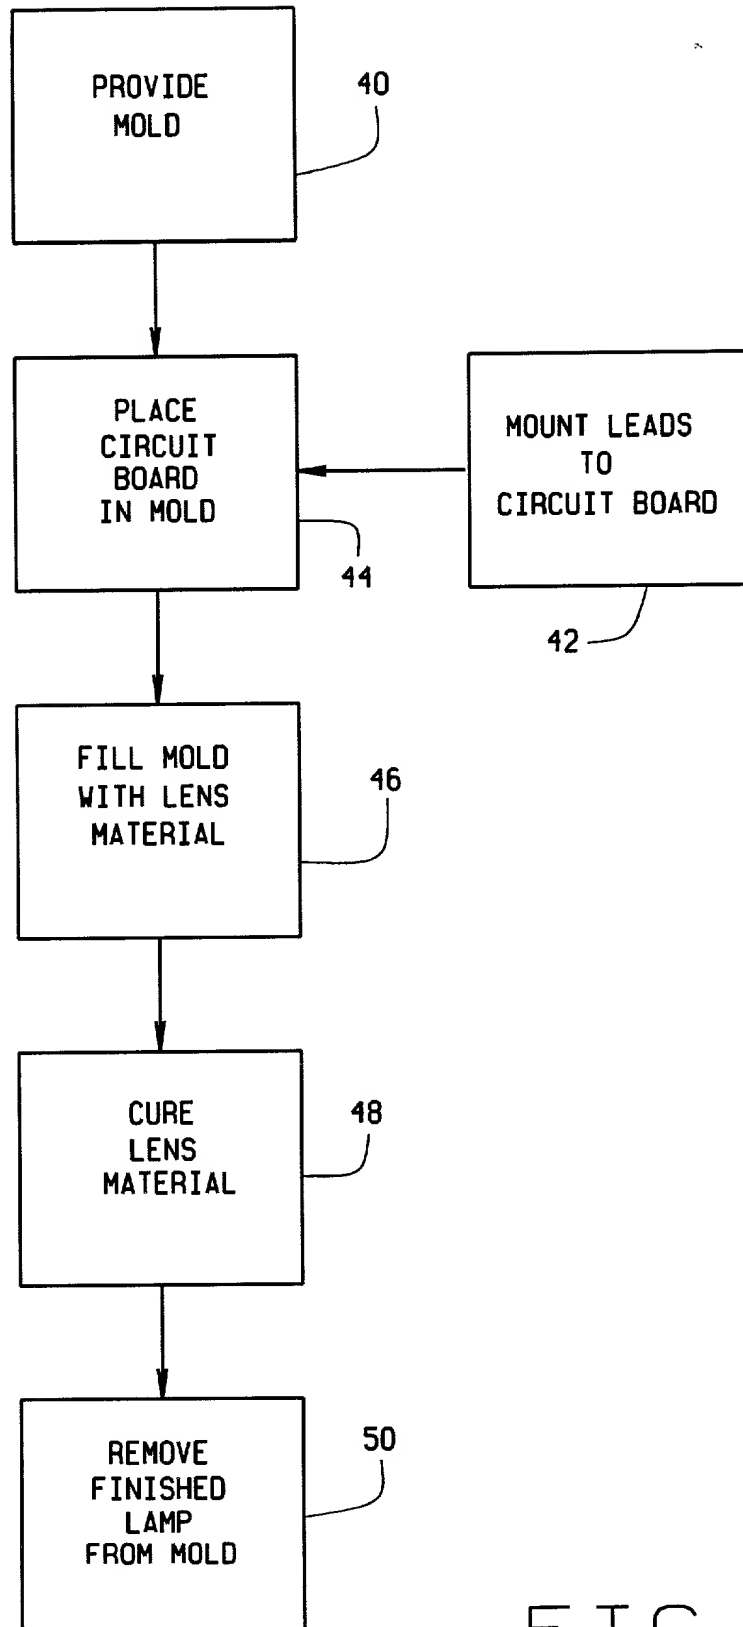 PROVIDE
MOLD
40
PLACE
CIRCUIT
BOARD
IN MOLD
44
MOUNT LEADS
TO
CIRCUIT BOARD
42
FILL MOLD
WITH LENS
MATERIAL
46
CURE
LENS
MATERIAL
48
REMOVE
FINISHED
LAMP
FROM MOLD
50